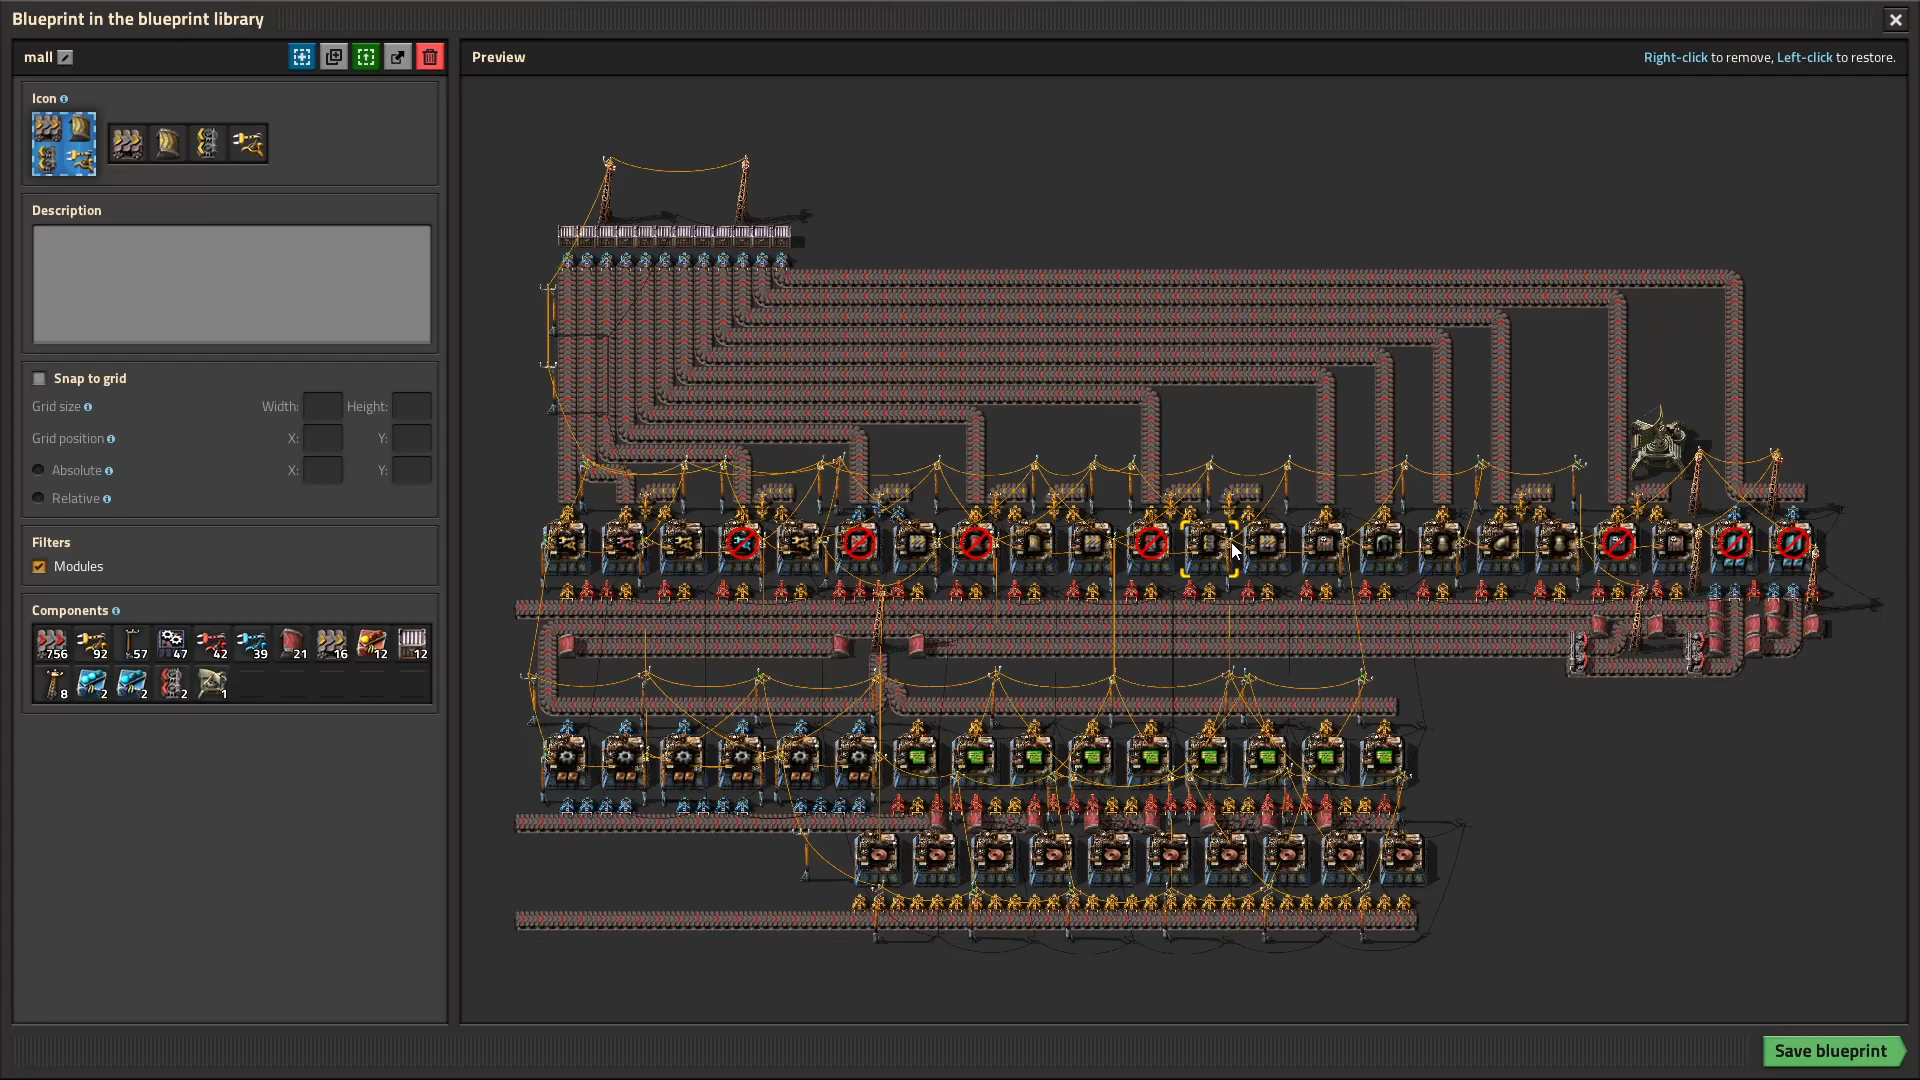 Blueprint in the blueprint library
mall
Preview
Right-click to remove, Left-click to restore.
Icon
Description
Snap to grid
Grid size
Width:
Height:
Grid position
X:
Y:
Absolute
X:
Y:
Relative
Filters
Modules
Components
756 92 57 47 42 39 21 16 12 12
8 2 2 2 1
Save blueprint